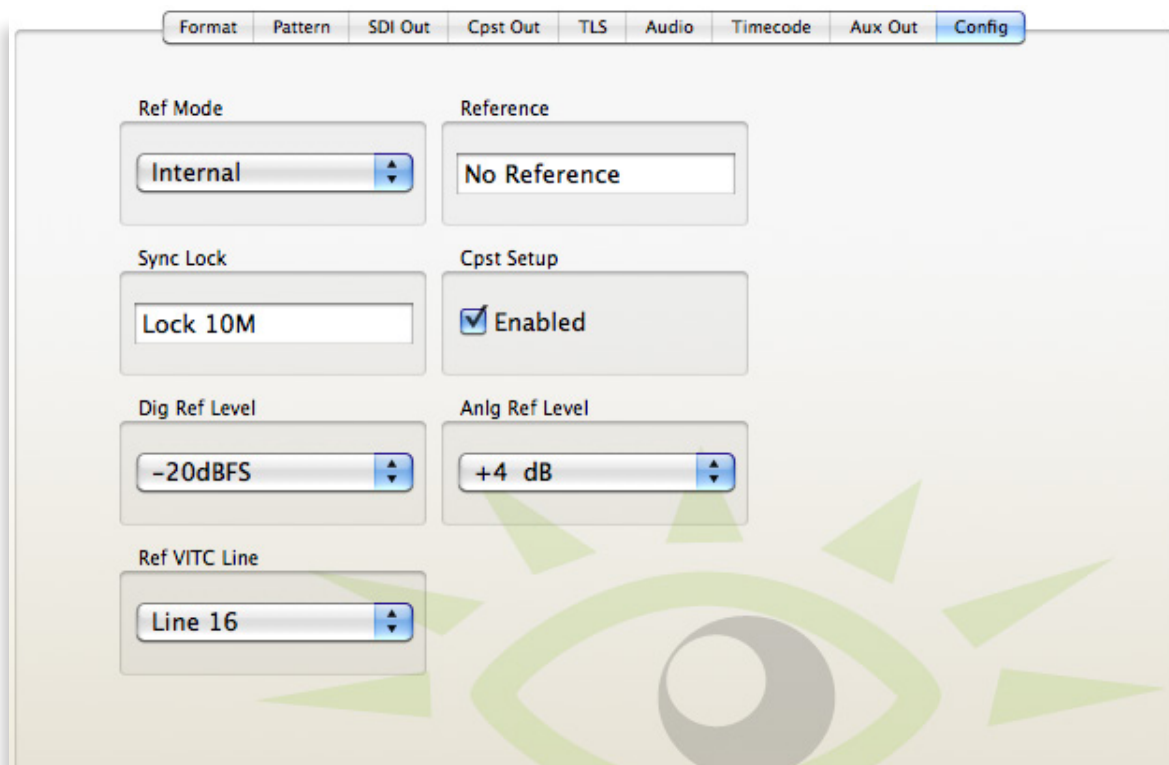 Format Pattern SDI Out Cpst Out TLS Audio Timecode Aux Out Config
Ref Mode Reference
Internal No Reference
Sync Lock Cpst Setup
Lock 10M Enabled
Dig Ref Level Anlg Ref Level
-20dBFS +4 dB
Ref VITC Line
Line 16